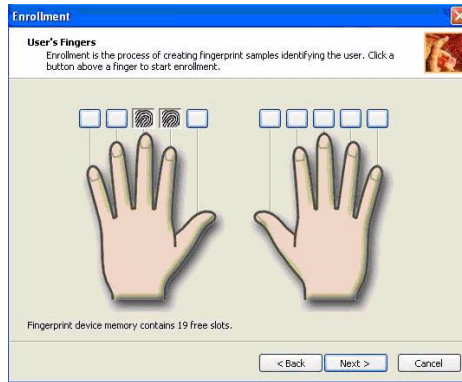 Enrollment
User's Fingers
Enrollment is the process of creating fingerprint samples identifying the user. Click a
button above a finger to start enrollment.
Fingerprint device memory contains 19 free slots.
< Back Next > Cancel